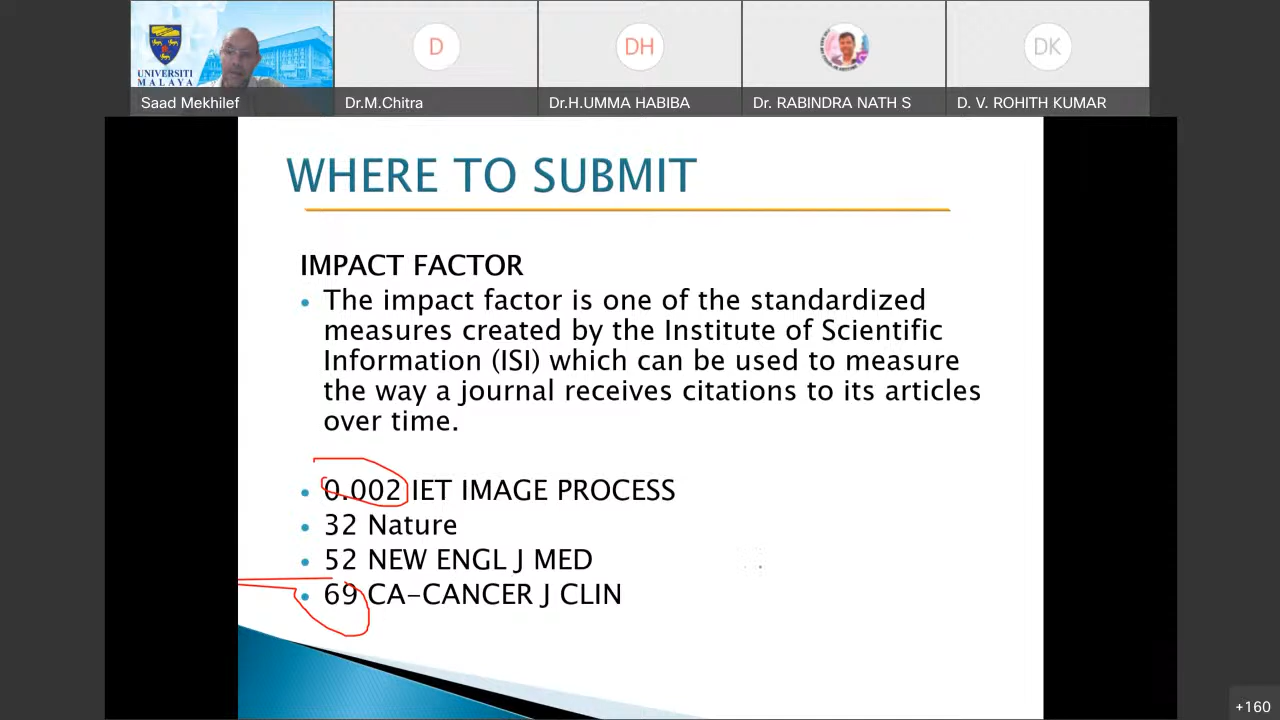 UNIVERSITI
MALAYA
D
DH
DK
Saad Mekhilef
Dr.M.Chitra
Dr.H.UMMA HABIBA
Dr. RABINDRA NATH S
D. V. ROHITH KUMAR
WHERE TO SUBMIT
IMPACT FACTOR
• The impact factor is one of the standardized
measures created by the Institute of Scientific
Information (ISI) which can be used to measure
the way a journal receives citations to its articles
over time.
• 0.002 IET IMAGE PROCESS
• 32 Nature
• 52 NEW ENGL J MED
• 69 CA-CANCER J CLIN
+160